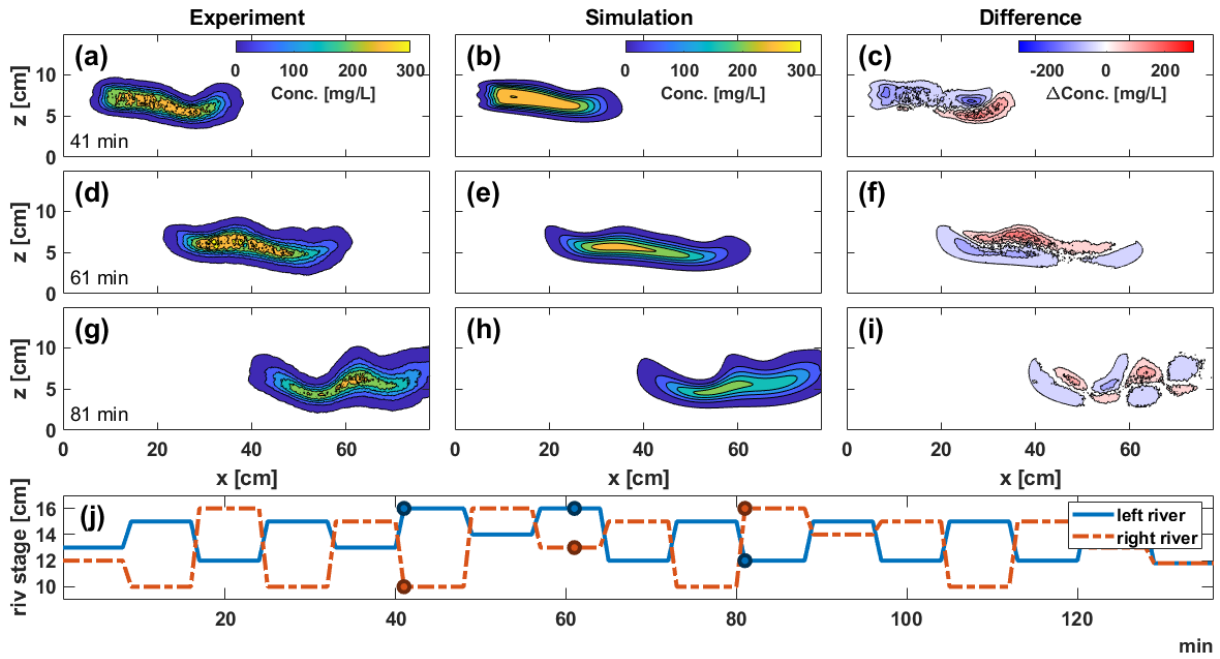 Experiment Simulation Difference
(a) (b) (c)
z [cm] 10 5 0
0 100 200 300
Conc. [mg/L]
0 100 200 300
Conc. [mg/L]
-200 0 200
ΔConc. [mg/L]
41 min
(d) (e) (f)
z [cm] 10 5 0
61 min
(g) (h) (i)
z [cm] 10 5 0
81 min
0 20 40 60 0 20 40 60 0 20 40 60
x [cm] x [cm] x [cm]
(j)
riv stage [cm] 16 14 12 10
left river
right river
20 40 60 80 100 120
min